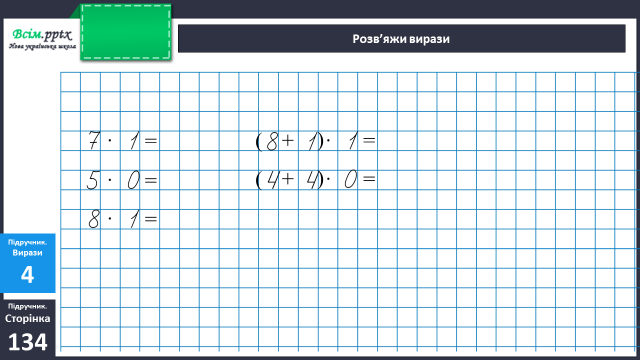 Всім.pptx
Нова українська школа
Розв'яжи вирази
7 · 1 =
5 · 0 =
8 · 1 =
(8 + 1) · 1 =
(4 + 4) · 0 =
Підручник.
Вирази
4
Підручник.
Сторінка
134